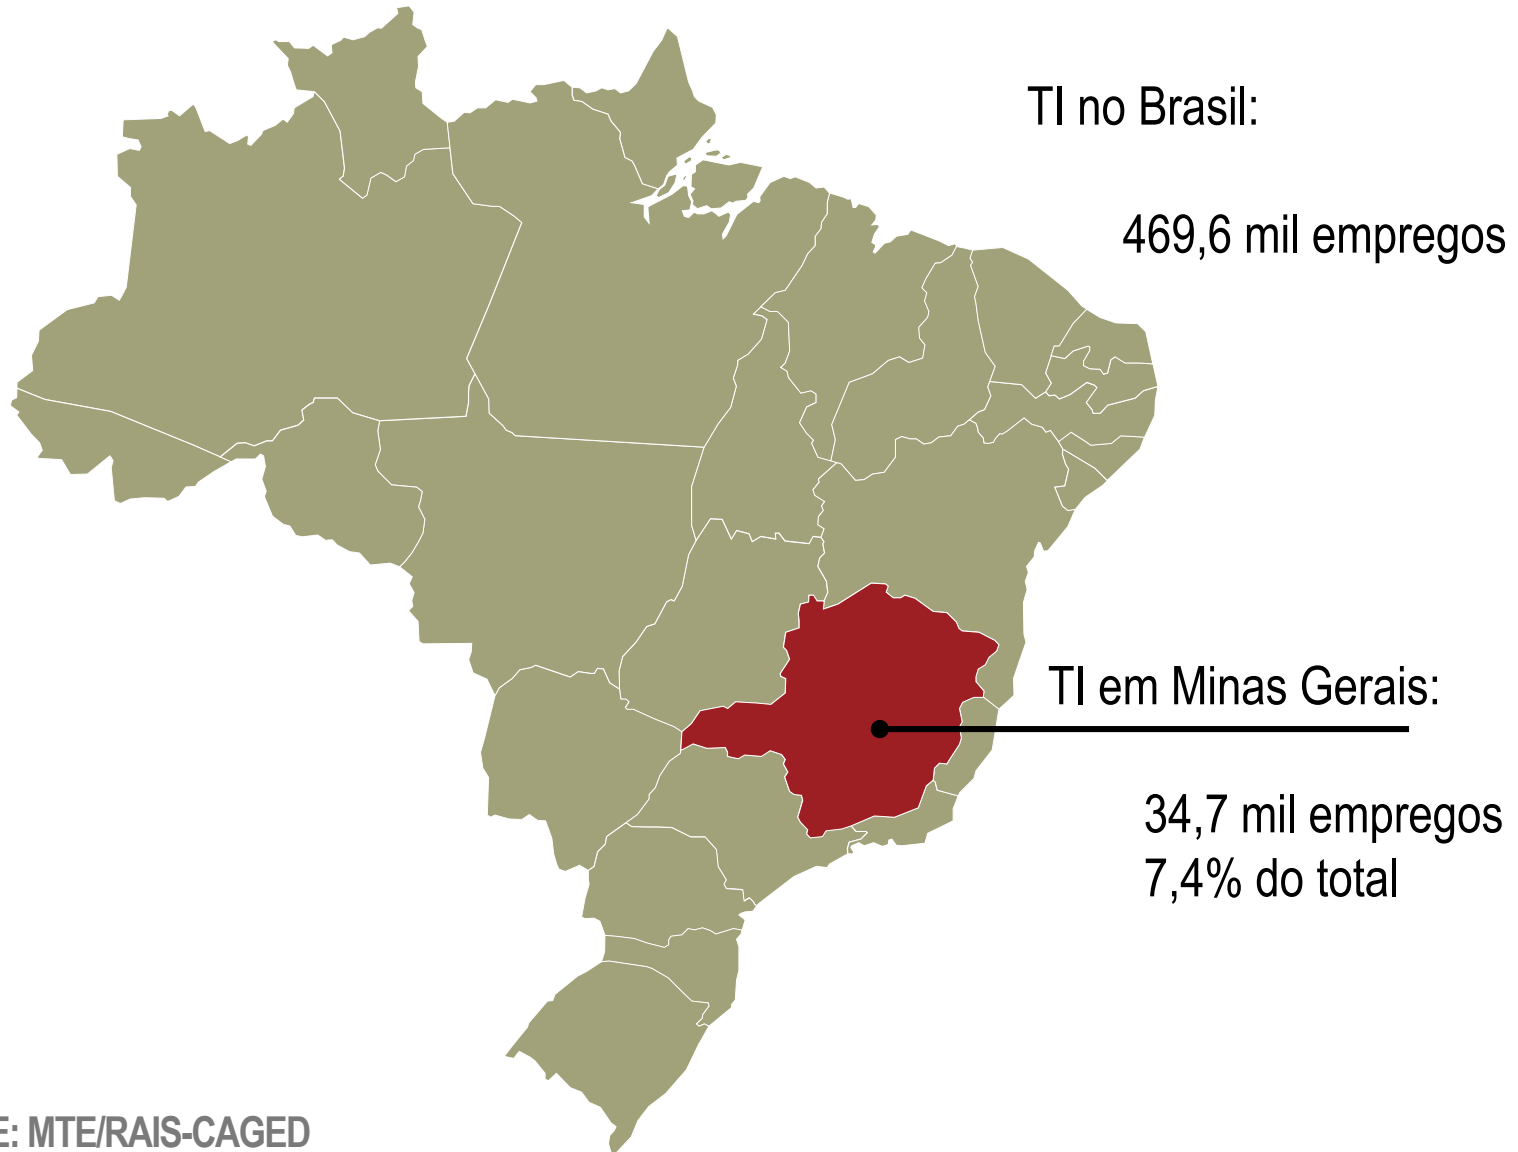 TI no Brasil:
469,6 mil empregos
TI em Minas Gerais:
34,7 mil empregos
7,4% do total
E: MTE/RAIS-CAGED